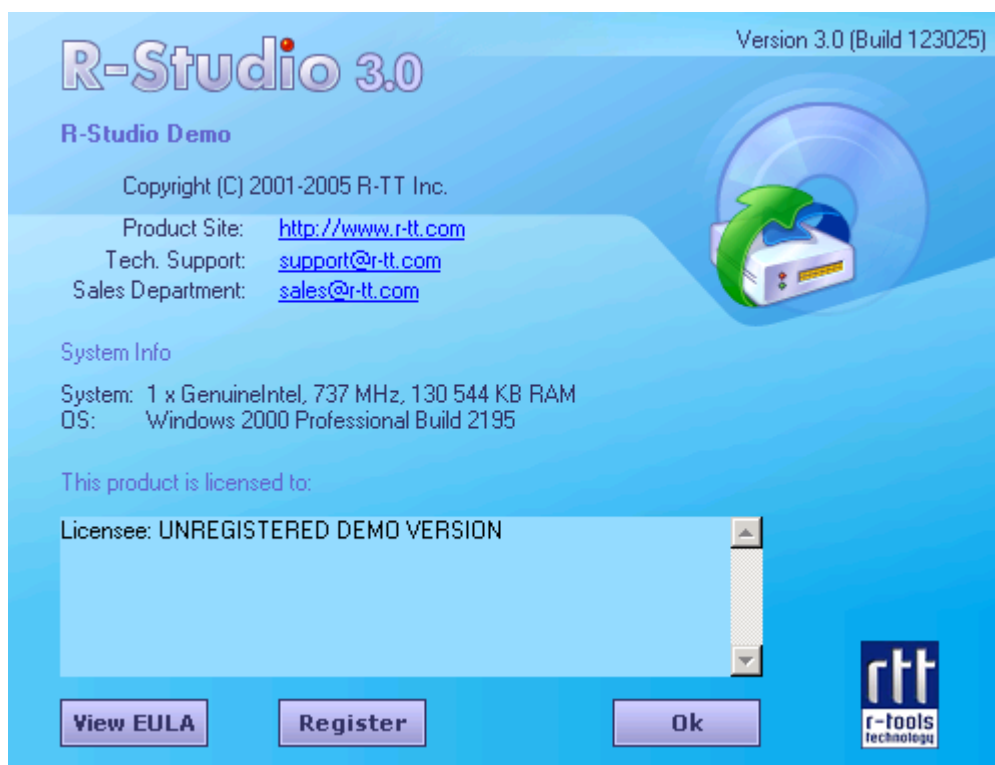 Version 3.0 (Build 123025)
R-Studio 3.0
R-Studio Demo
Copyright (C) 2001-2005 R-TT Inc.
Product Site: http://www.r-tt.com
Tech. Support: support@r-tt.com
Sales Department: sales@r-tt.com
System Info
System: 1 x GenuineIntel, 737 MHz, 130 544 KB RAM
OS: Windows 2000 Professional Build 2195
This product is licensed to:
Licensee: UNREGISTERED DEMO VERSION
View EULA Register Ok
rtt
r-tools
technology